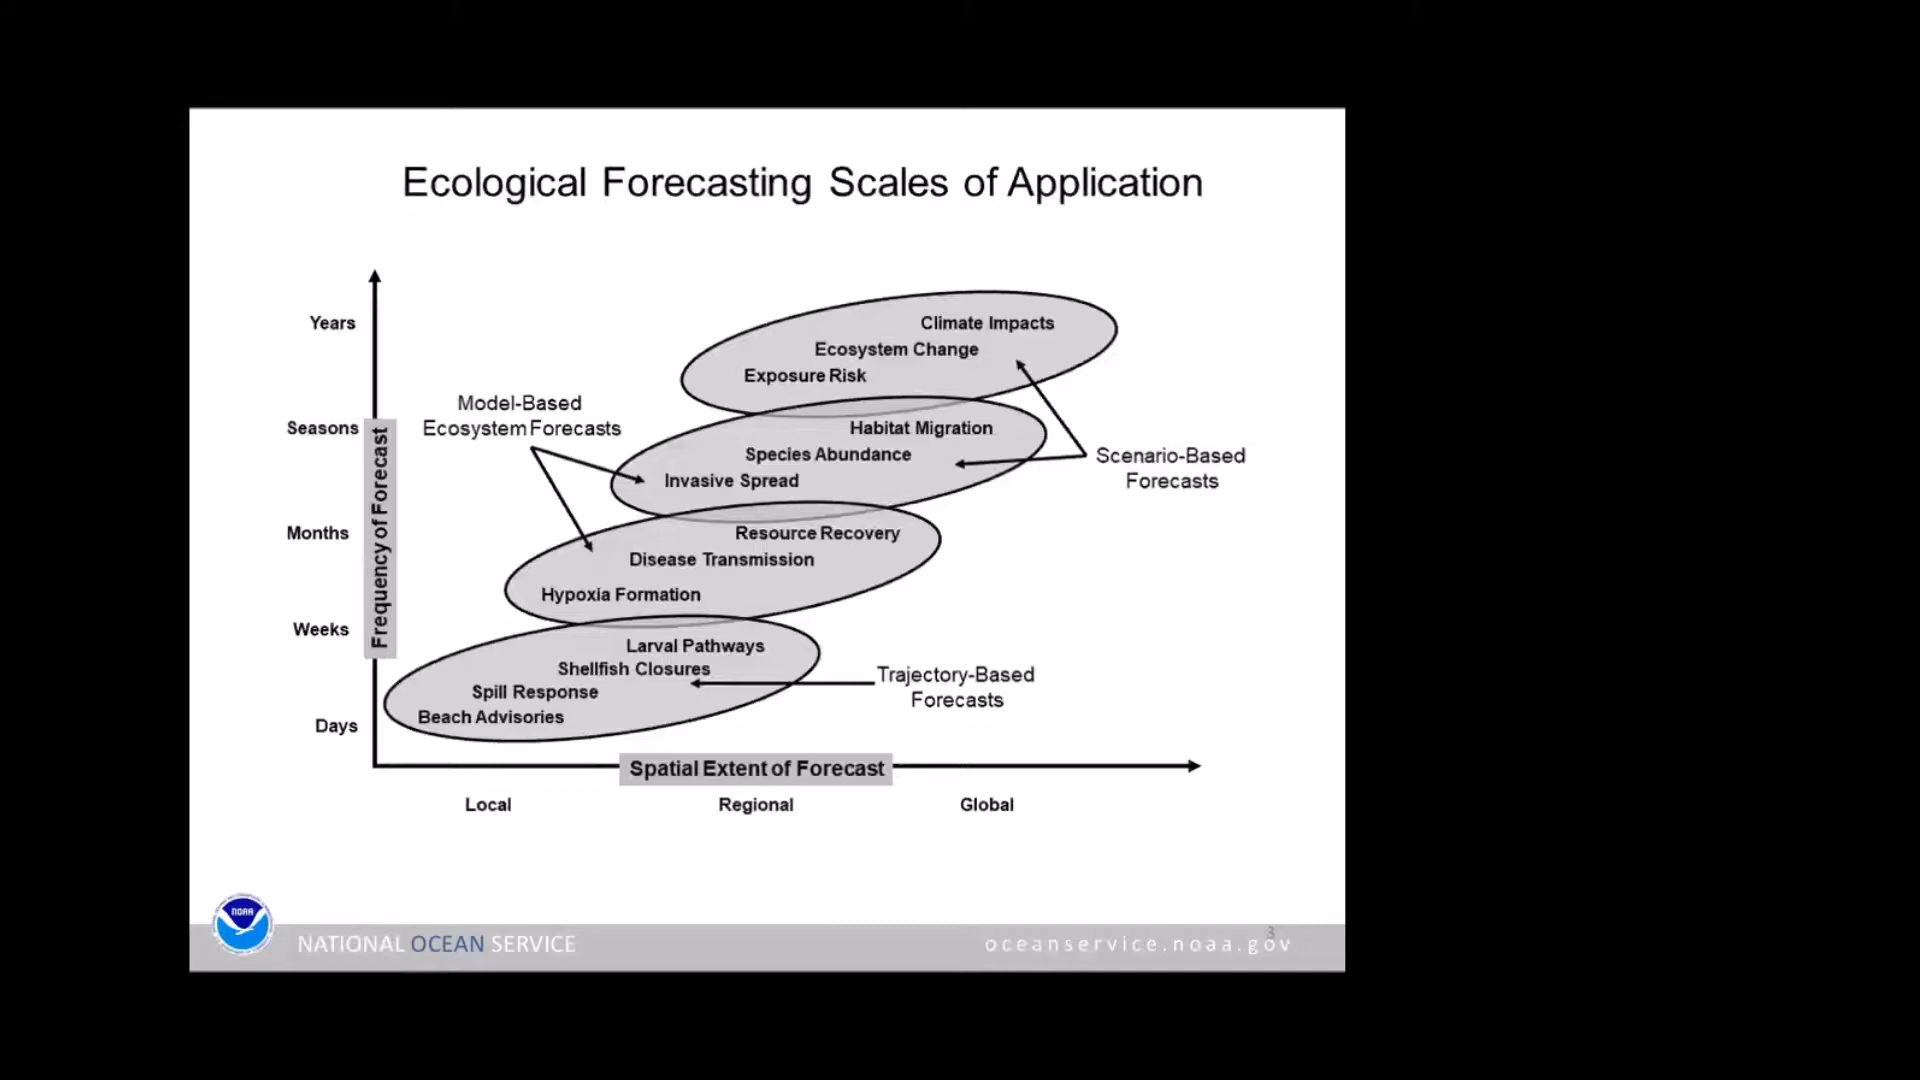 Ecological Forecasting Scales of Application
Years
Climate Impacts
Ecosystem Change
Exposure Risk
Model-Based
Ecosystem Forecasts
Seasons
Habitat Migration
Species Abundance
Invasive Spread
Scenario-Based
Forecasts
Frequency of Forecast
Months
Resource Recovery
Disease Transmission
Hypoxia Formation
Weeks
Larval Pathways
Shellfish Closures
Spill Response
Beach Advisories
Trajectory-Based
Forecasts
Days
Spatial Extent of Forecast
Local
Regional
Global
NOAA
NATIONAL OCEAN SERVICE
3
oceanservice.noaa.gov